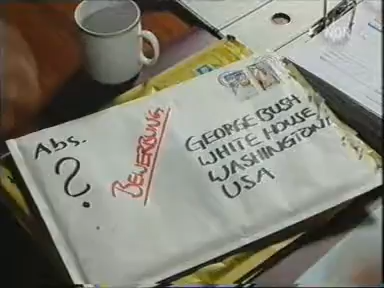 NDR
Abs.
?
BEWERBUNG
GEORGE BUSH
WHITE HOUSE
WASHINGTON
USA